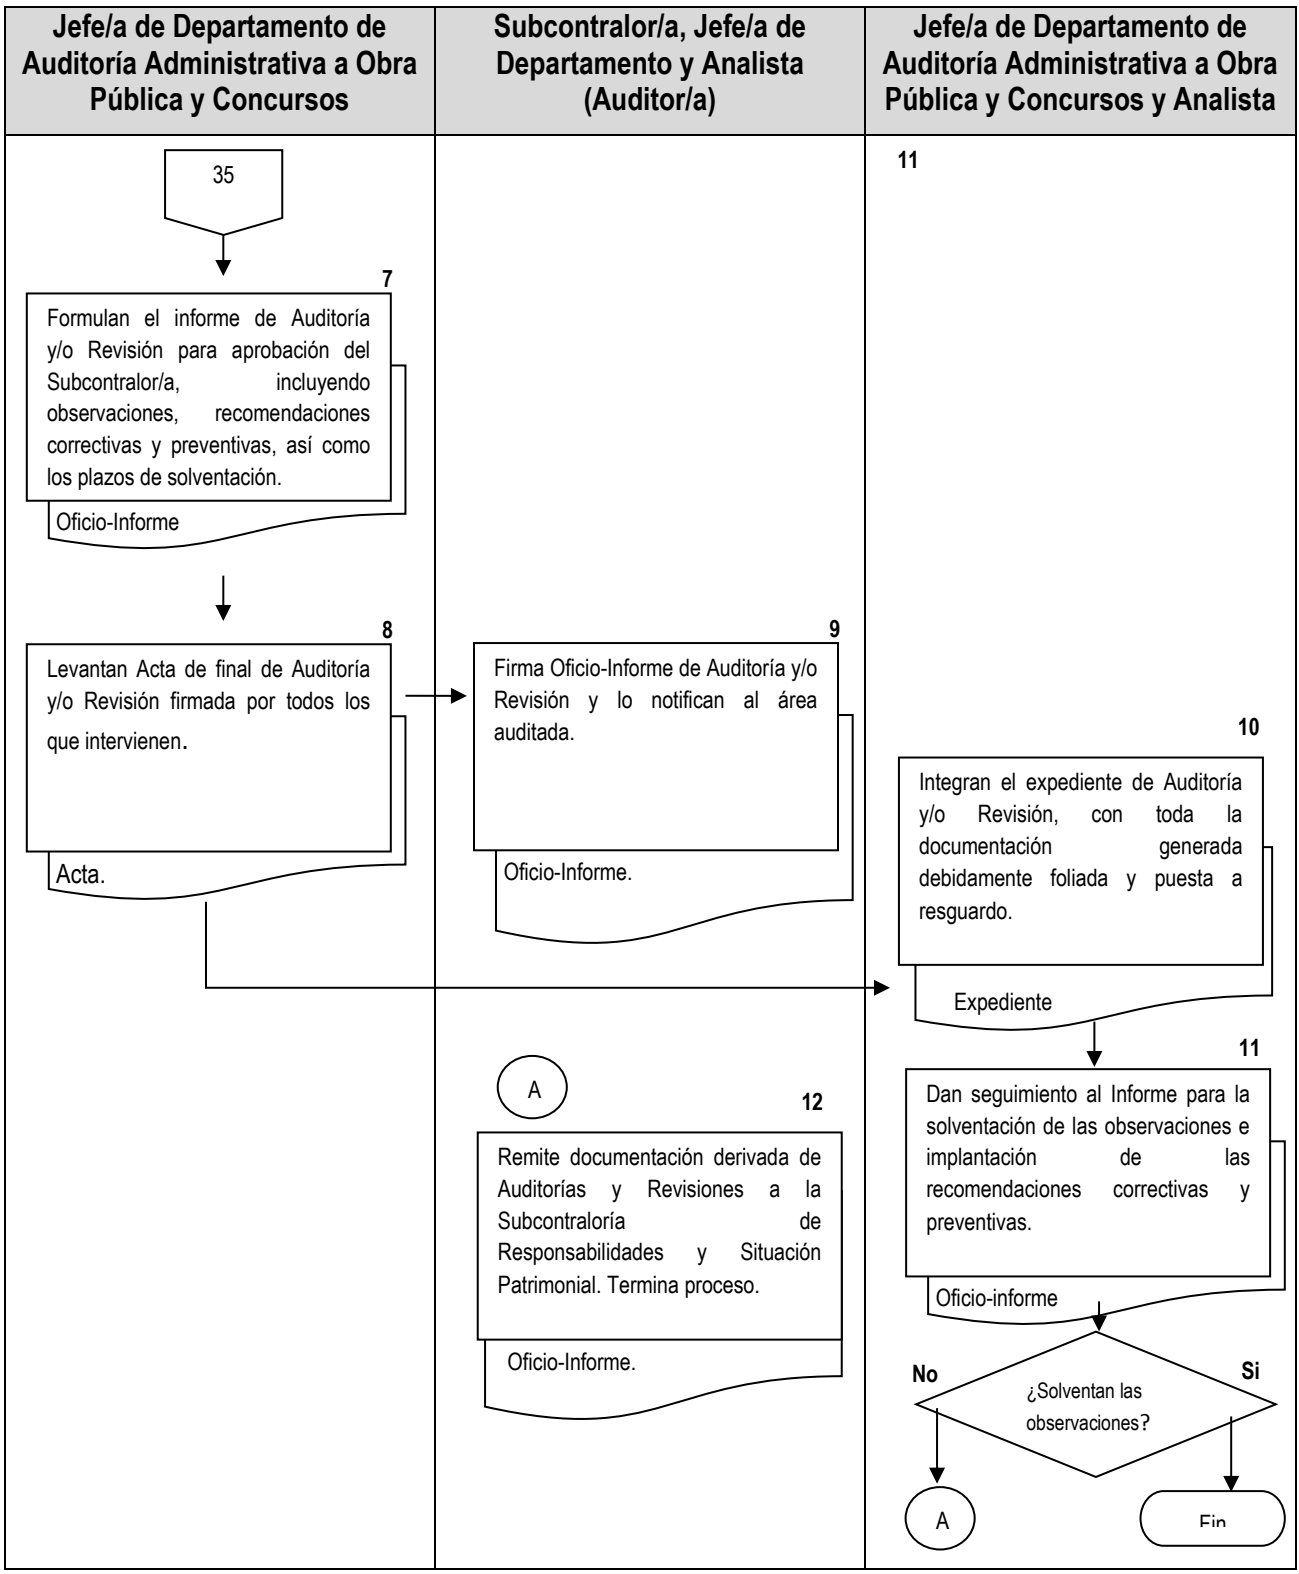 Jefe/a de Departamento de
Auditoría Administrativa a Obra
Pública y Concursos
Subcontralor/a, Jefe/a de
Departamento y Analista
(Auditor/a)
Jefe/a de Departamento de
Auditoría Administrativa a Obra
Pública y Concursos y Analista
35
11
7
Formulan el informe de Auditoría
y/o Revisión para aprobación del
Subcontralor/a, incluyendo
observaciones, recomendaciones
correctivas y preventivas, así como
los plazos de solventación.
Oficio-Informe
8
Levantan Acta de final de Auditoría
y/o Revisión firmada por todos los
que intervienen.
Acta.
9
Firma Oficio-Informe de Auditoría y/o
Revisión y lo notifican al área
auditada.
Oficio-Informe.
10
Integran el expediente de Auditoría
y/o Revisión, con toda la
documentación generada
debidamente foliada y puesta a
resguardo.
Expediente
11
Dan seguimiento al Informe para la
solventación de las observaciones e
implantación de las
recomendaciones correctivas y
preventivas.
Oficio-informe
A
12
Remite documentación derivada de
Auditorías y Revisiones a la
Subcontraloría de
Responsabilidades y Situación
Patrimonial. Termina proceso.
Oficio-Informe.
No
Si
¿Solventan las
observaciones?
A
Fin